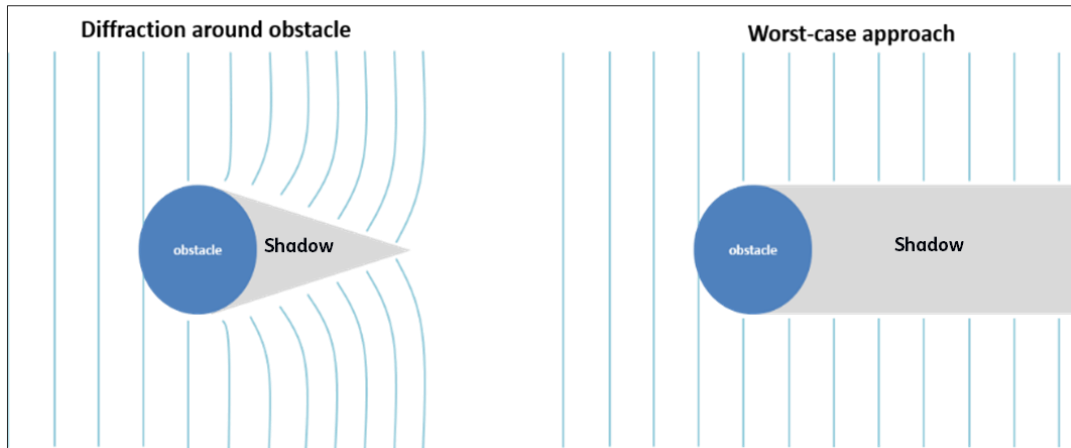 Diffraction around obstacle
Worst-case approach
obstacle
Shadow
obstacle
Shadow